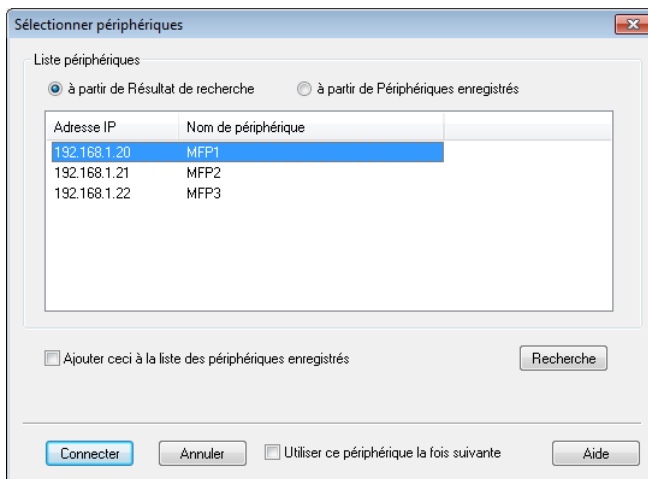 Sélectionner périphériques
Liste périphériques
à partir de Résultat de recherche à partir de Périphériques enregistrés
Adresse IP Nom de périphérique
192.168.1.20 MFP1
192.168.1.21 MFP2
192.168.1.22 MFP3
Ajouter ceci à la liste des périphériques enregistrés Recherche
Connecter Annuler Utiliser ce périphérique la fois suivante Aide